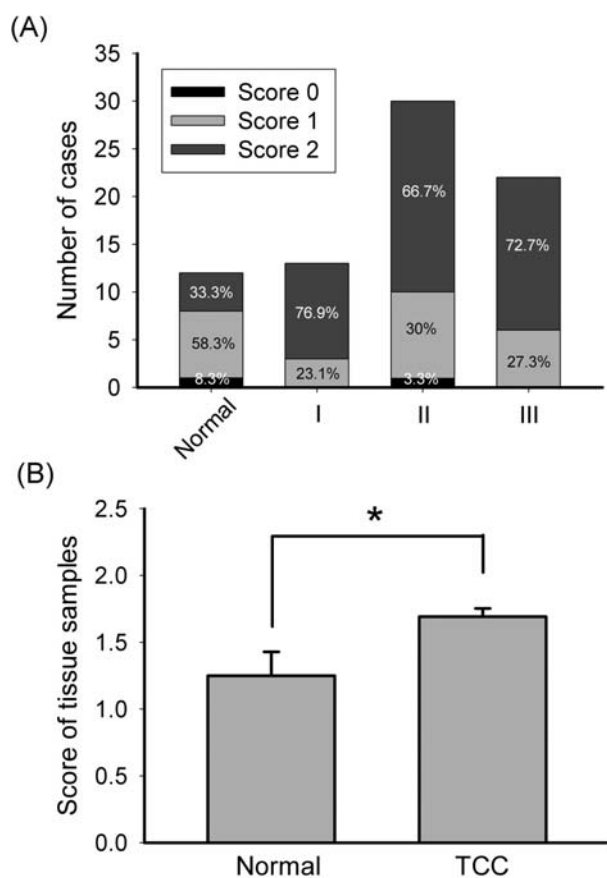 (A)
Number of cases
35
30
25
20
15
10
5
0
Score 0
Score 1
Score 2
33.3%
58.3%
8.3%
76.9%
23.1%
66.7%
30%
3.3%
72.7%
27.3%
Normal
I
II
III
(B)
Score of tissue samples
2.5
2.0
1.5
1.0
0.5
0.0
*
Normal
TCC